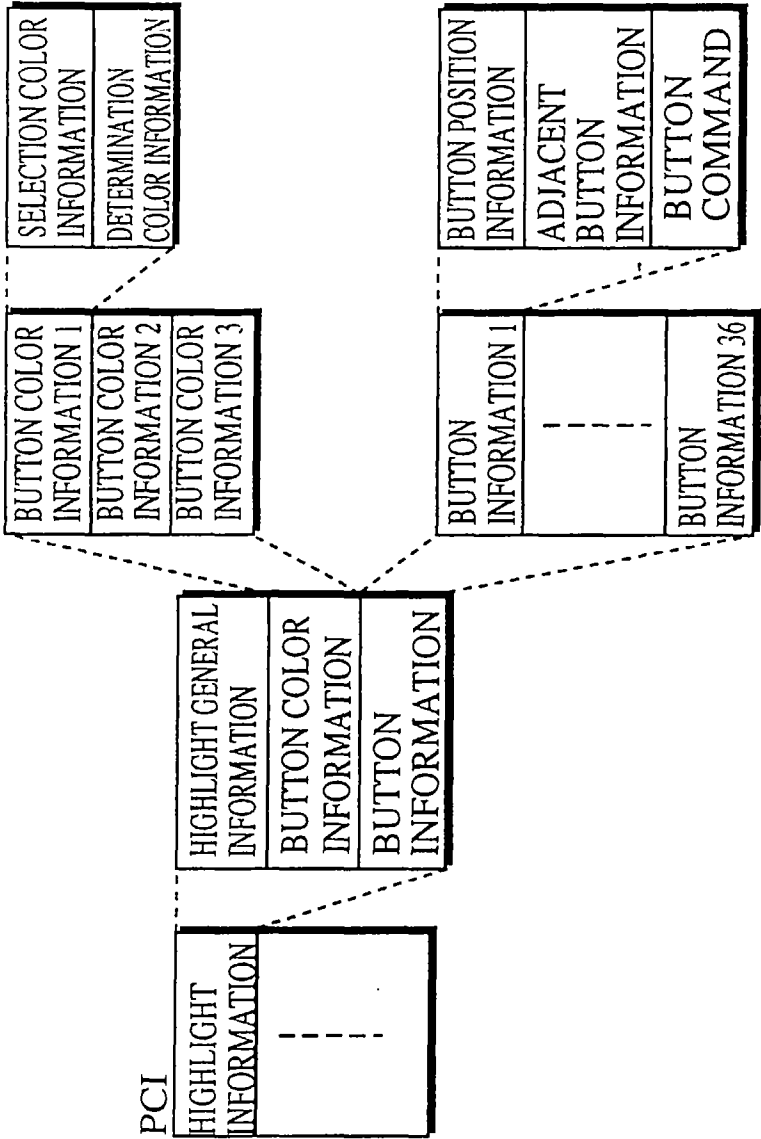 PCI
HIGHLIGHT
INFORMATION
HIGHLIGHT GENERAL
INFORMATION
BUTTON COLOR
INFORMATION
BUTTON
INFORMATION
BUTTON COLOR
INFORMATION 1
BUTTON COLOR
INFORMATION 2
BUTTON COLOR
INFORMATION 3
BUTTON
INFORMATION 1
BUTTON
INFORMATION 36
SELECTION COLOR
INFORMATION
DETERMINATION
COLOR INFORMATION
BUTTON POSITION
INFORMATION
ADJACENT
BUTTON
INFORMATION
BUTTON
COMMAND